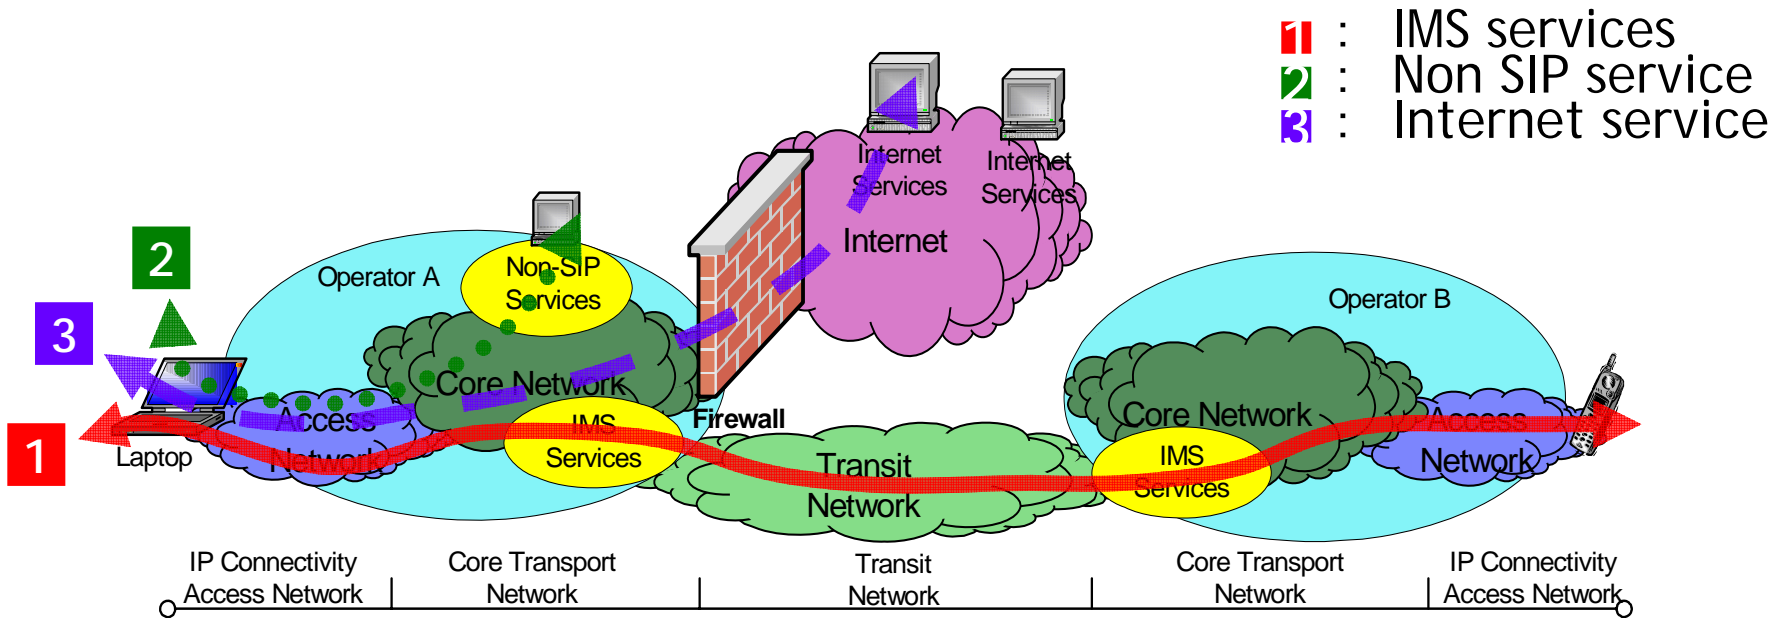 1 : IMS services
2 : Non SIP service
3 : Internet service
Internet
Services
Internet
Services
Internet
2
Operator A
Non-SIP
Services
3
Operator B
Core Network
Access
Network
IMS
Services
Firewall
1
Laptop
Transit
Network
Core Network
IMS
Services
Access
Network
IP Connectivity
Access Network
Core Transport
Network
Transit
Network
Core Transport
Network
IP Connectivity
Access Network